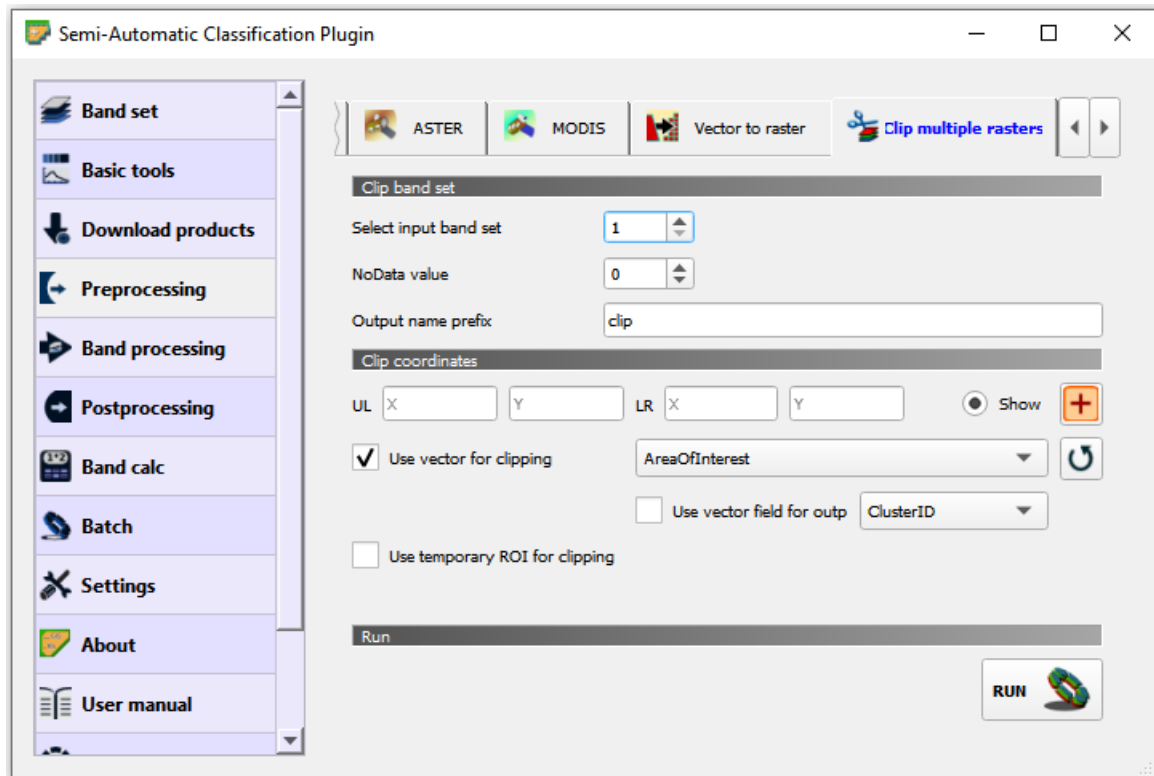 Semi-Automatic Classification Plugin
Band set
Basic tools
Download products
Preprocessing
Band processing
Postprocessing
Band calc
Batch
Settings
About
User manual
ASTER
MODIS
Vector to raster
Clip multiple rasters
Clip band set
Select input band set 1
NoData value 0
Output name prefix clip
Clip coordinates
UL X Y LR X Y Show
Use vector for clipping AreaOfInterest
Use vector field for outp ClusterID
Use temporary ROI for clipping
Run
RUN